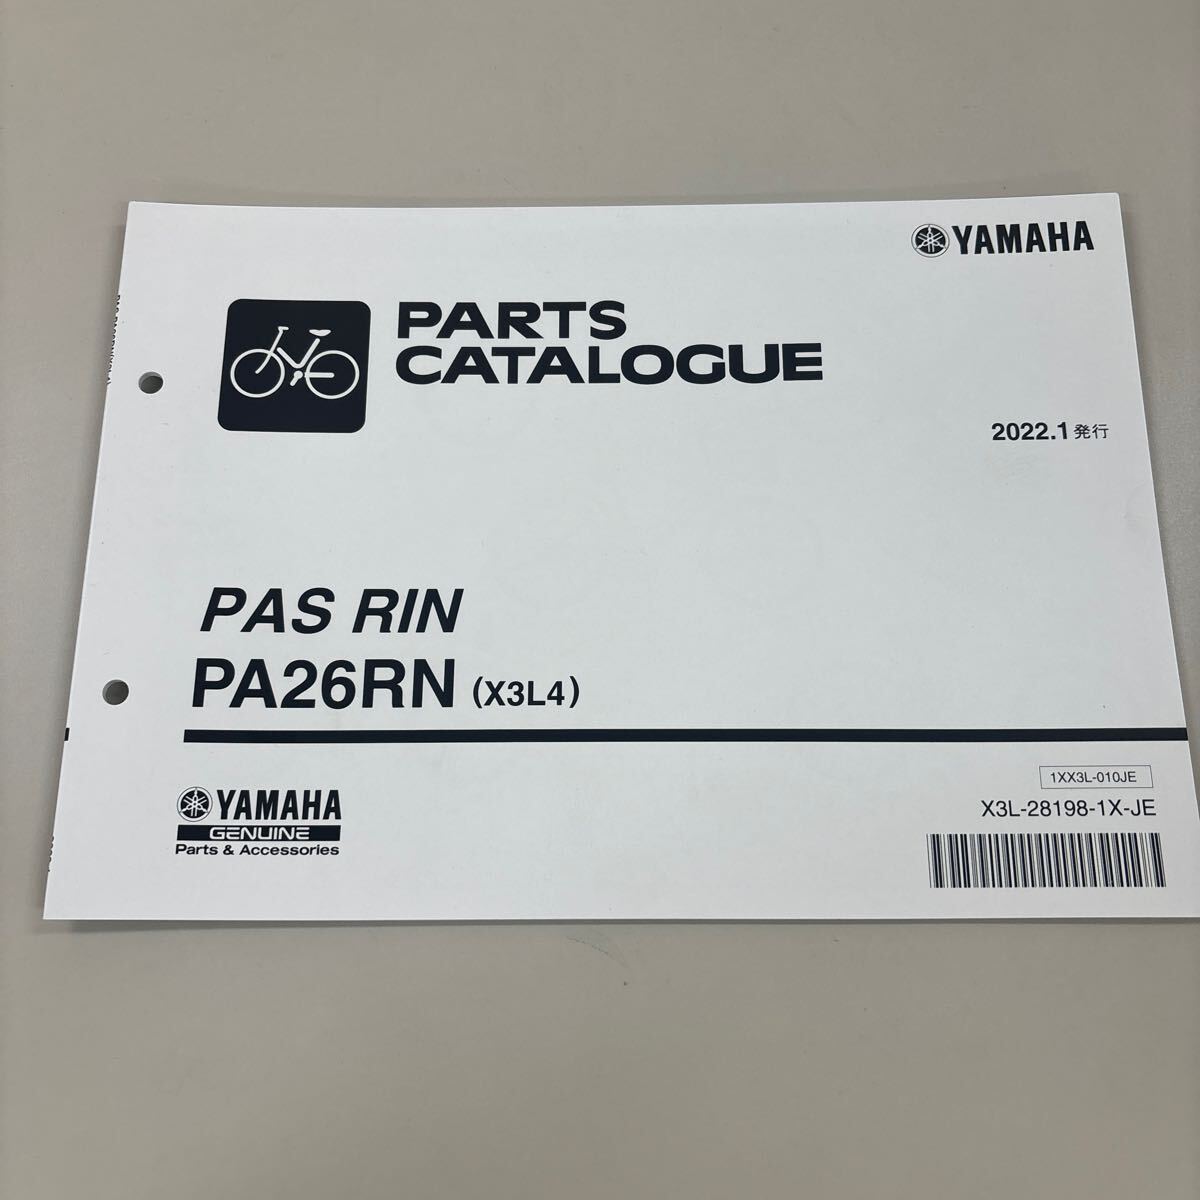 YAMAHA
PARTS
CATALOGUE
2022.1発行
PAS RIN
PA26RN (X3L4)
1XX3L-010JE
X3L-28198-1X-JE
YAMAHA
GENUINE
Parts & Accessories